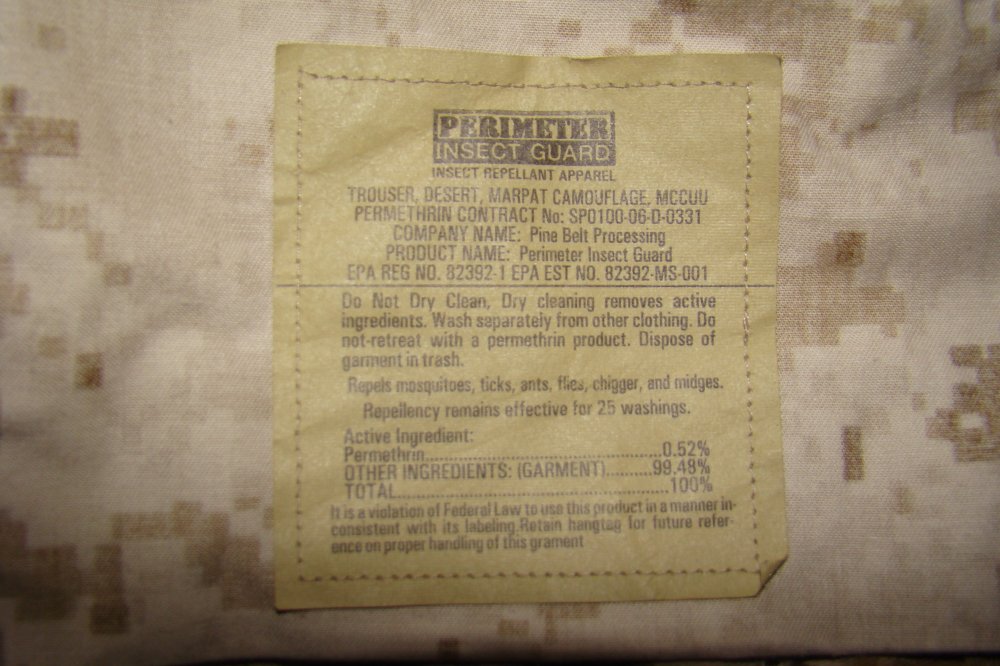 PERIMETER
INSECT GUARD
INSECT REPELLANT APPAREL
TROUSER, DESERT, MARPAT CAMOUFLAGE, MCCUU
PERMETHRIN CONTRACT No: SP0100-06-D-0331
COMPANY NAME: Pine Belt Processing
PRODUCT NAME: Perimeter Insect Guard
EPA REG NO. 82392-1 EPA EST NO. 82392-MS-001
Do Not Dry Clean, Dry cleaning removes active
ingredients. Wash separately from other clothing. Do
not-retreat with a permethrin product. Dispose of
garment in trash.
Repels mosquitoes, ticks, ants, flies, chigger, and midges.
Repellency remains effective for 25 washings.
Active Ingredient:
Permethrin..........................................0.52%
OTHER INGREDIENTS: (GARMENT)........99.48%
TOTAL.................................................100%
It is a violation of Federal Law to use this product in a manner in-
consistent with its labeling.Retain hangtag for future refer-
ence on proper handling of this grament